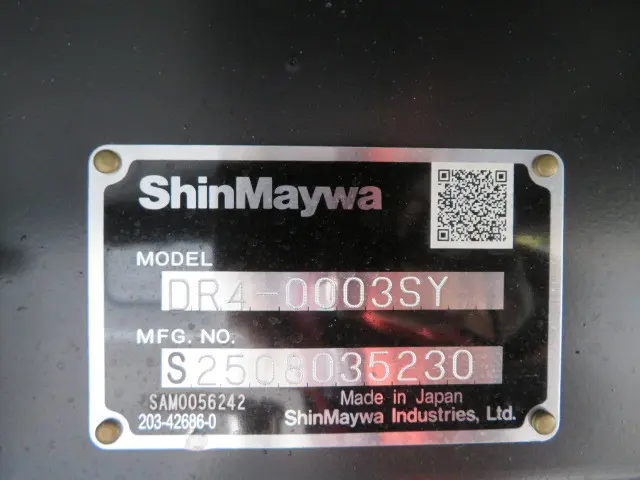 ShinMaywa
MODEL
DR4-0003SY
MFG. NO.
S2508035230
SAM0056242
Made in Japan
203-42686-0
ShinMaywa Industries, Ltd.